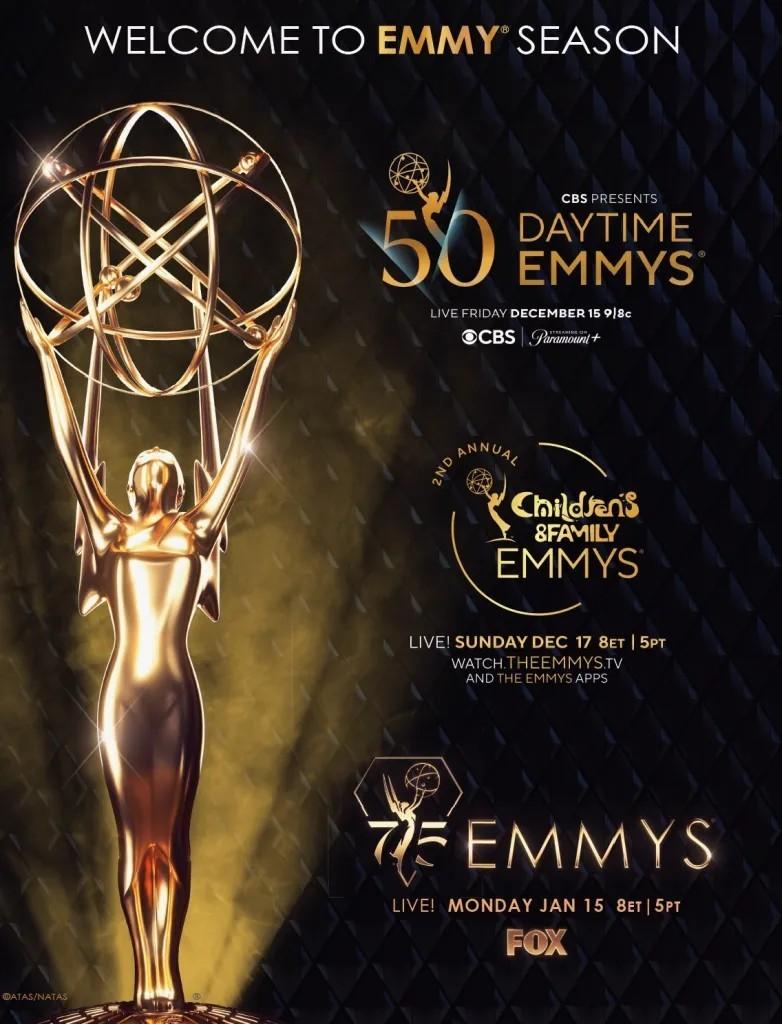 WELCOME TO EMMY® SEASON
CBS PRESENTS
50 DAYTIME
EMMYS®
LIVE FRIDAY DECEMBER 15 9|8c
CBS | STREAMING ON Paramount+
2ND ANNUAL
Children's
&FAMILY
EMMYS®
LIVE! SUNDAY DEC 17 8ET | 5PT
WATCH.THEEMMYS.TV
AND THE EMMYS APPS
75 EMMYS®
LIVE! MONDAY JAN 15 8ET | 5PT
FOX
©ATAS/NATAS
®